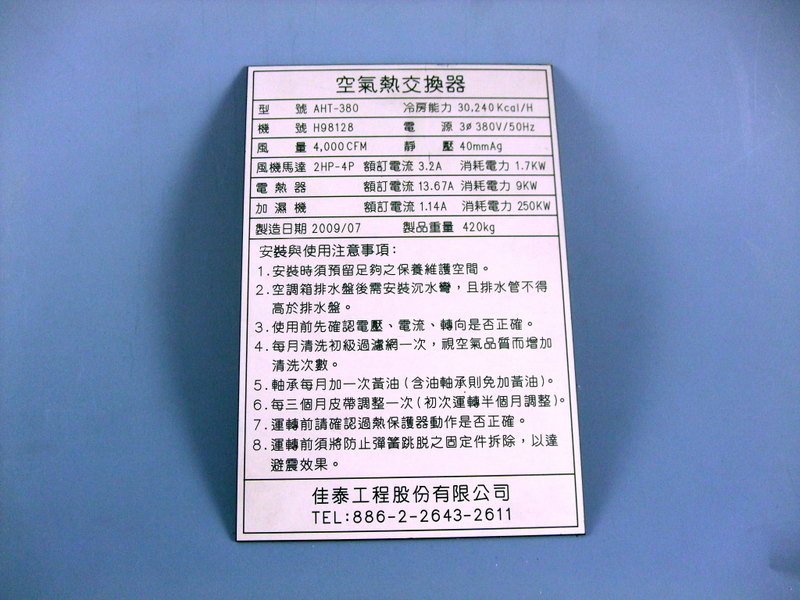 空氣熱交換器
型 號 AHT-380 冷房能力 30,240 Kcal/H
機 號 H98128 電 源 3ø 380V/50Hz
風 量 4,000 CFM 靜 壓 40mmAg
風機馬達 2HP-4P 額訂電流 3.2A 消耗電力 1.7KW
電熱器 額訂電流 13.67A 消耗電力 9KW
加濕機 額訂電流 1.14A 消耗電力 250KW
製造日期 2009/07 製品重量 420kg
安裝與使用注意事項:
1.安裝時須預留足夠之保養維護空間。
2.空調箱排水盤後需安裝沉水彎，且排水管不得
高於排水盤。
3.使用前先確認電壓、電流、轉向是否正確。
4.每月清洗初級過濾網一次，視空氣品質而增加
清洗次數。
5.軸承每月加一次黃油(含油軸承則免加黃油)。
6.每三個月皮帶調整一次(初次運轉半個月調整)。
7.運轉前請確認過熱保護器動作是否正確。
8.運轉前須將防止彈簧跳脫之固定件拆除，以達
避震效果。
佳泰工程股份有限公司
TEL:886-2-2643-2611